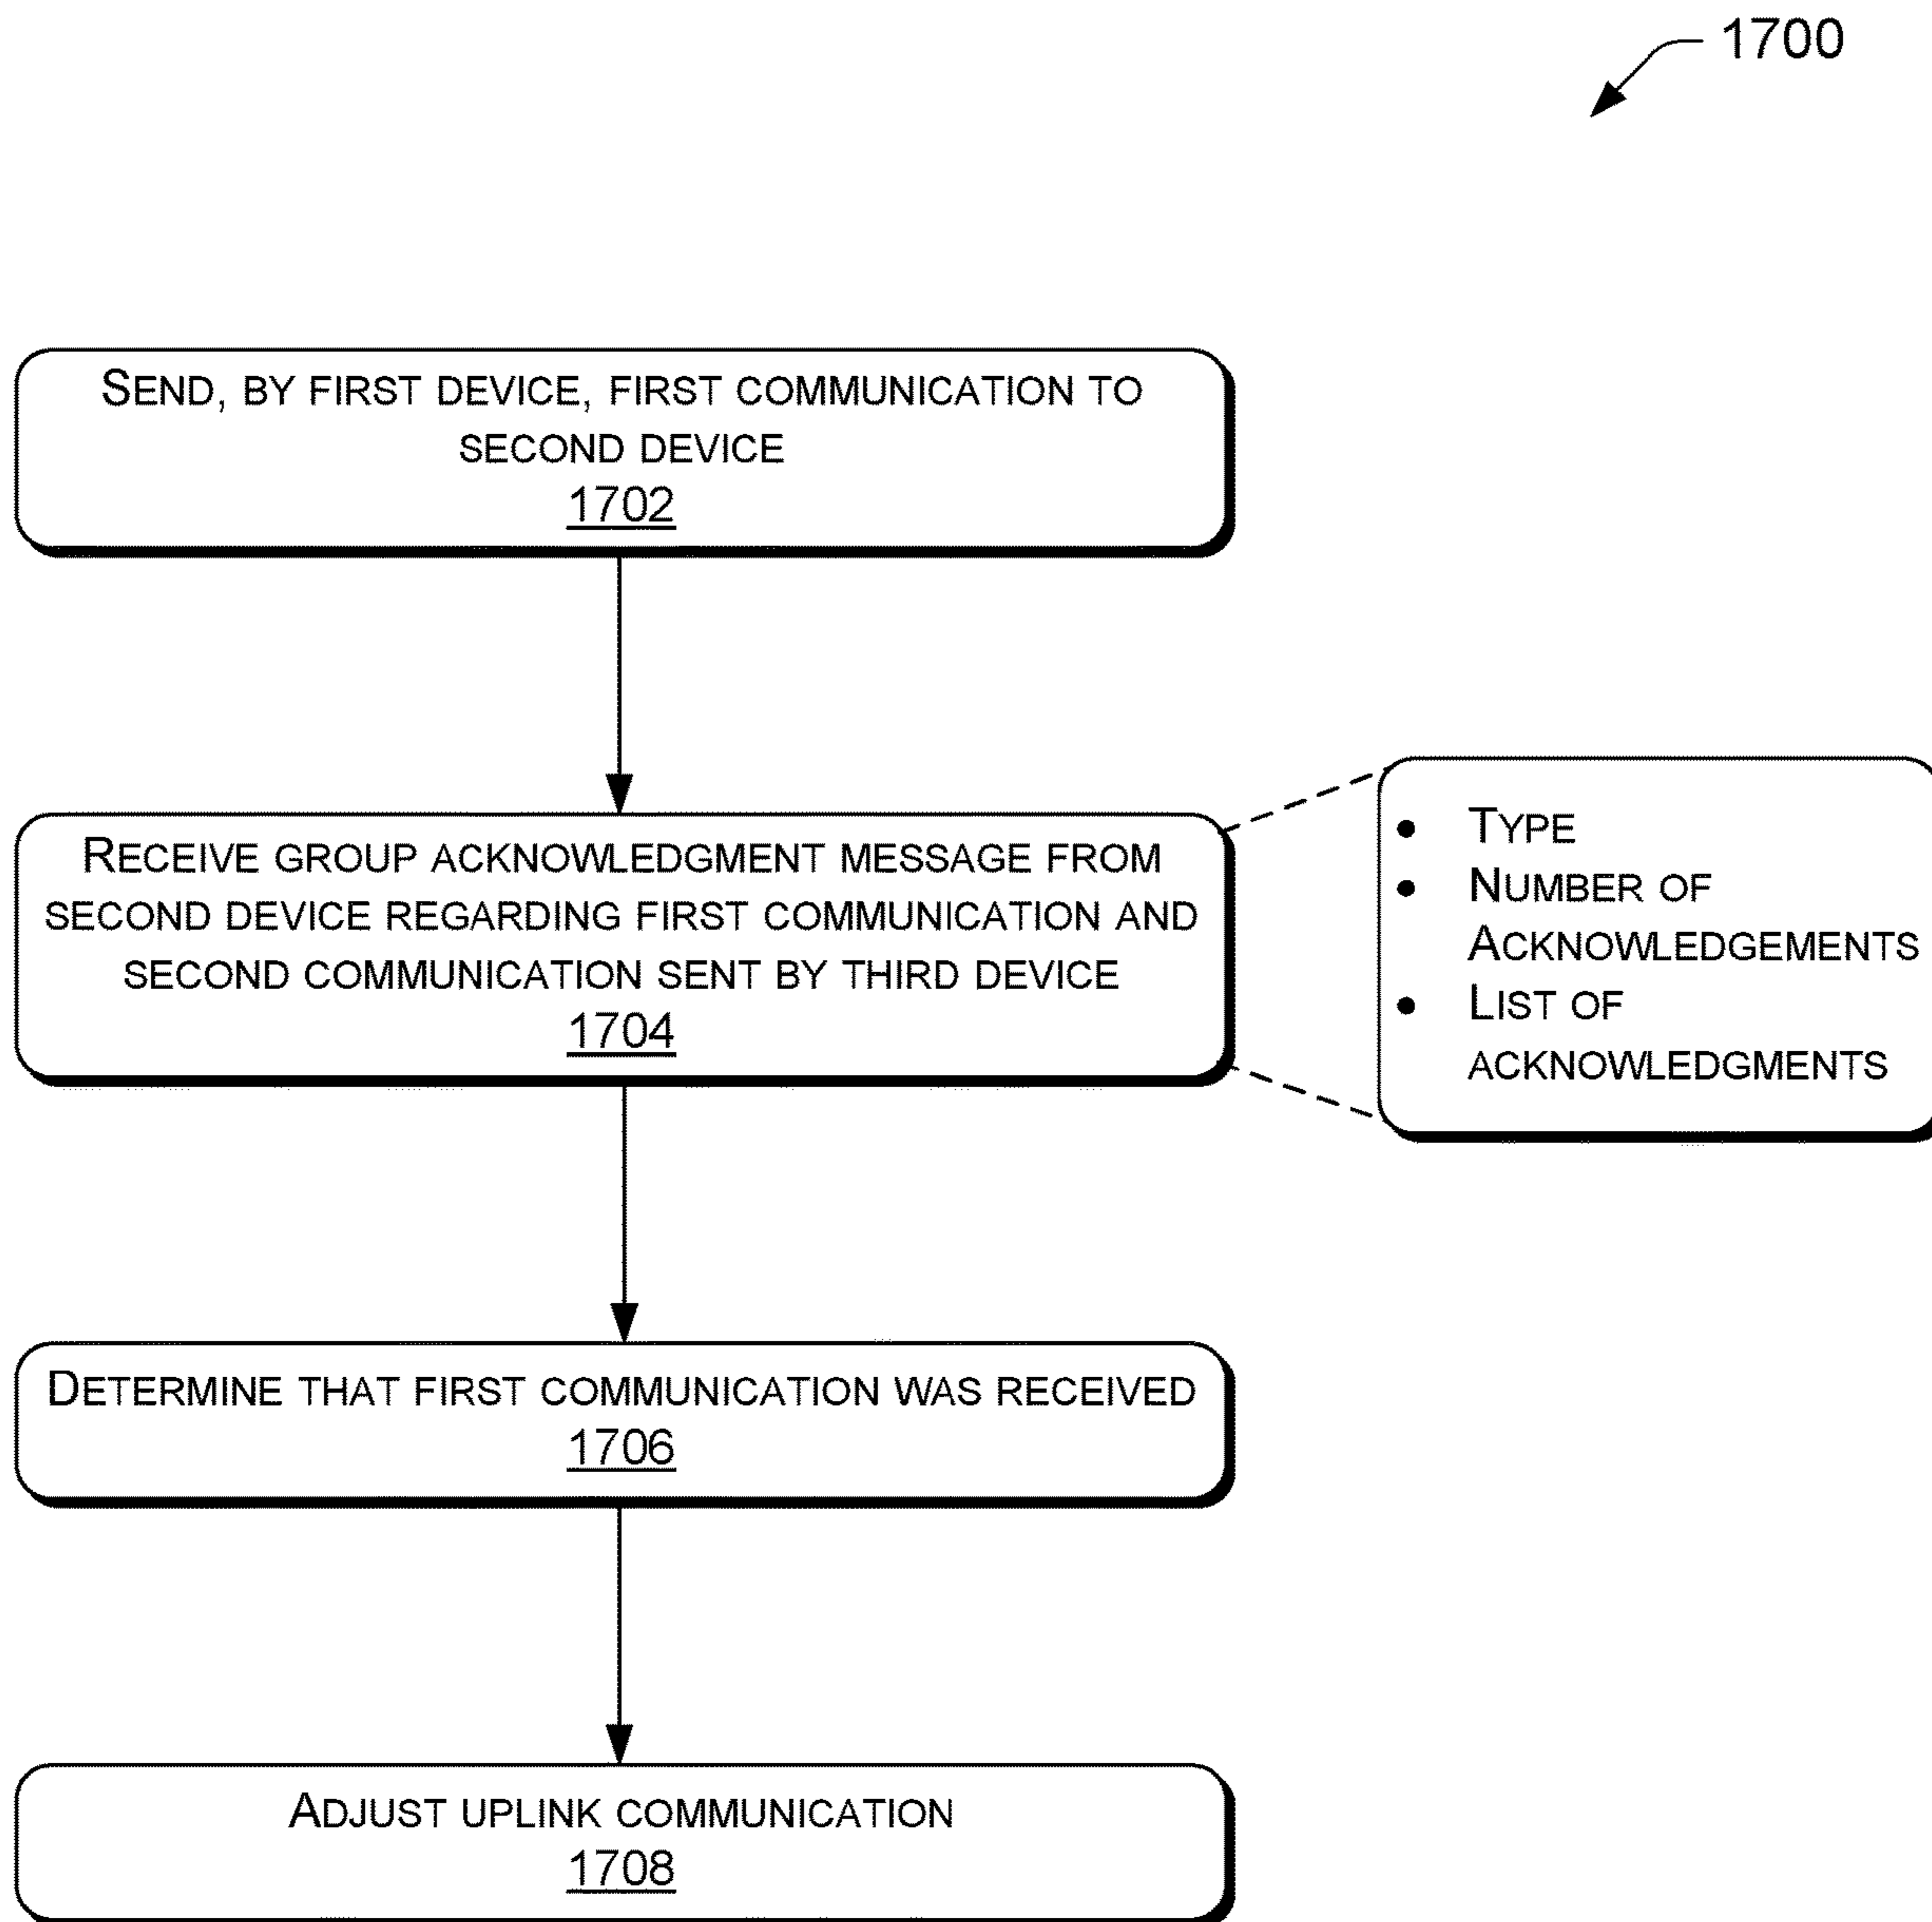 1700
SEND, BY FIRST DEVICE, FIRST COMMUNICATION TO
SECOND DEVICE
1702
RECEIVE GROUP ACKNOWLEDGMENT MESSAGE FROM
SECOND DEVICE REGARDING FIRST COMMUNICATION AND
SECOND COMMUNICATION SENT BY THIRD DEVICE
1704
• TYPE
• NUMBER OF
ACKNOWLEDGEMENTS
• LIST OF
ACKNOWLEDGMENTS
DETERMINE THAT FIRST COMMUNICATION WAS RECEIVED
1706
ADJUST UPLINK COMMUNICATION
1708